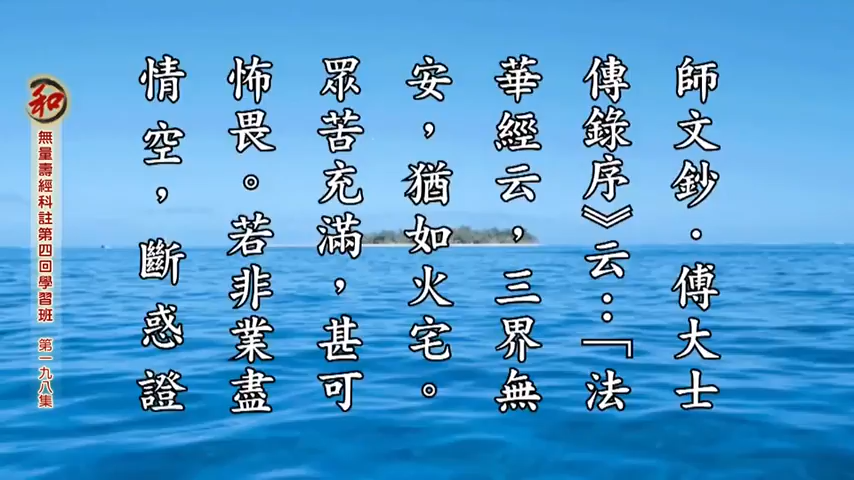 師文鈔．傅大士
傳錄序》云：「法
華經云，三界無
安，猶如火宅。
眾苦充滿，甚可
怖畏。若非業盡
情空，斷惑證
和
無量壽經科註第四回學習班 第一九八集